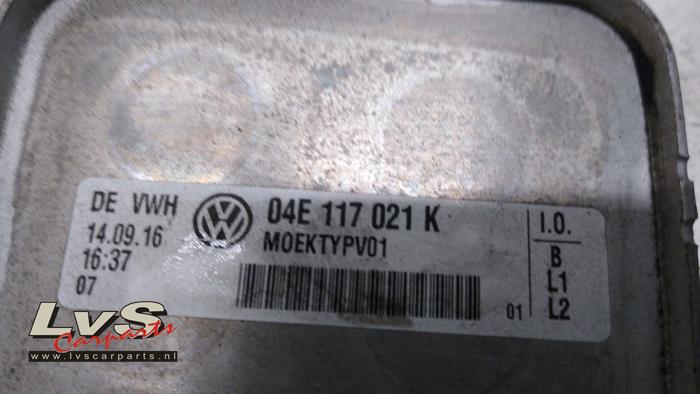 DE VWH
14.09.16
16:37
07
VW
04E 117 021 K
MOEKTYPV01
01
I.O.
B
L1
L2
LvS
Carparts
www.lvscarparts.nl